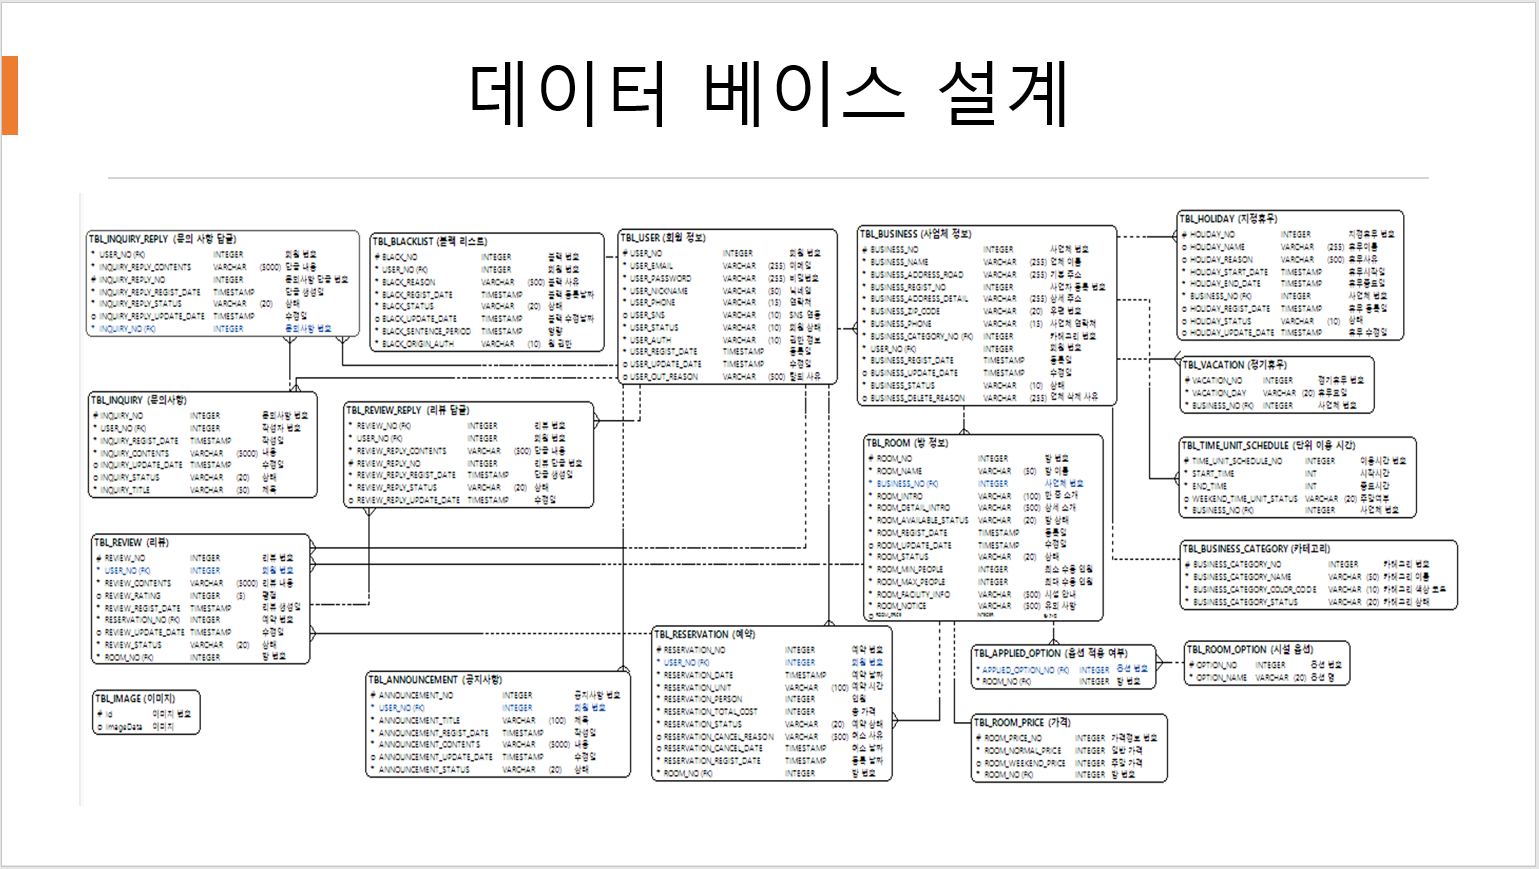 데이터 베이스 설계
TBL_INQUIRY_REPLY (문의 사항 답글)
* USER_NO (FK) INTEGER 회원 번호
* INQUIRY_REPLY_CONTENTS VARCHAR (5000) 답글 내용
# INQUIRY_REPLY_NO INTEGER 문의사항 답글 번호
* INQUIRY_REPLY_REGIST_DATE TIMESTAMP 답글 생성일
* INQUIRY_REPLY_STATUS VARCHAR (20) 상태
o INQUIRY_REPLY_UPDATE_DATE TIMESTAMP 수정일
* INQUIRY_NO (FK) INTEGER 문의사항 번호
TBL_BLACKLIST (블랙 리스트)
# BLACK_NO INTEGER 블랙 번호
* USER_NO (FK) INTEGER 회원 번호
* BLACK_REASON VARCHAR (500) 블랙 사유
* BLACK_REGIST_DATE TIMESTAMP 블랙 등록날짜
* BLACK_STATUS VARCHAR (20) 상태
o BLACK_UPDATE_DATE TIMESTAMP 블랙 수정날짜
* BLACK_SENTENCE_PERIOD TIMESTAMP 형량
* BLACK_ORIGIN_AUTH VARCHAR (10) 원 권한
TBL_USER (회원 정보)
# USER_NO INTEGER 회원 번호
* USER_EMAIL VARCHAR (255) 이메일
* USER_PASSWORD VARCHAR (255) 비밀번호
* USER_NICKNAME VARCHAR (50) 닉네임
* USER_PHONE VARCHAR (15) 연락처
o USER_SNS VARCHAR (10) SNS 연동
* USER_STATUS VARCHAR (10) 회원 상태
* USER_AUTH VARCHAR (10) 권한 정보
* USER_REGIST_DATE TIMESTAMP 등록일
o USER_UPDATE_DATE TIMESTAMP 수정일
o USER_OUT_REASON VARCHAR (500) 탈퇴 사유
TBL_BUSINESS (사업체 정보)
# BUSINESS_NO INTEGER 사업체 번호
* BUSINESS_NAME VARCHAR (255) 업체 이름
* BUSINESS_ADDRESS_ROAD VARCHAR (255) 기본 주소
* BUSINESS_REGIST_NO INTEGER 사업자 등록 번호
* BUSINESS_ADDRESS_DETAIL VARCHAR (255) 상세 주소
* BUSINESS_ZIP_CODE VARCHAR (20) 우편 번호
* BUSINESS_PHONE VARCHAR (15) 사업체 연락처
* BUSINESS_CATEGORY_NO (FK) INTEGER 카테고리 번호
* USER_NO (FK) INTEGER 회원 번호
* BUSINESS_REGIST_DATE TIMESTAMP 등록일
o BUSINESS_UPDATE_DATE TIMESTAMP 수정일
* BUSINESS_STATUS VARCHAR (10) 상태
o BUSINESS_DELETE_REASON VARCHAR (255) 업체 삭제 사유
TBL_HOLIDAY (지정휴무)
# HOLIDAY_NO INTEGER 지정휴무 번호
o HOLIDAY_NAME VARCHAR (255) 휴무이름
o HOLIDAY_REASON VARCHAR (500) 휴무사유
* HOLIDAY_START_DATE TIMESTAMP 휴무시작일
* HOLIDAY_END_DATE TIMESTAMP 휴무종료일
* BUSINESS_NO (FK) INTEGER 사업체 번호
o HOLIDAY_REGIST_DATE TIMESTAMP 휴무 등록일
o HOLIDAY_STATUS VARCHAR (10) 상태
o HOLIDAY_UPDATE_DATE TIMESTAMP 휴무 수정일
TBL_VACATION (정기휴무)
# VACATION_NO INTEGER 정기휴무 번호
* VACATION_DAY VARCHAR (20) 휴무요일
* BUSINESS_NO (FK) INTEGER 사업체 번호
TBL_INQUIRY (문의사항)
# INQUIRY_NO INTEGER 문의사항 번호
* USER_NO (FK) INTEGER 작성자 번호
* INQUIRY_REGIST_DATE TIMESTAMP 작성일
* INQUIRY_CONTENTS VARCHAR (5000) 내용
o INQUIRY_UPDATE_DATE TIMESTAMP 수정일
* INQUIRY_STATUS VARCHAR (20) 상태
* INQUIRY_TITLE VARCHAR (50) 제목
TBL_REVIEW_REPLY (리뷰 답글)
* REVIEW_NO (FK) INTEGER 리뷰 번호
* USER_NO (FK) INTEGER 회원 번호
* REVIEW_REPLY_CONTENTS VARCHAR (500) 답글 내용
# REVIEW_REPLY_NO INTEGER 리뷰 답글 번호
* REVIEW_REPLY_REGIST_DATE TIMESTAMP 답글 생성일
* REVIEW_REPLY_STATUS VARCHAR (20) 상태
o REVIEW_REPLY_UPDATE_DATE TIMESTAMP 수정일
TBL_ROOM (방 정보)
# ROOM_NO INTEGER 방 번호
* ROOM_NAME VARCHAR (50) 방 이름
* BUSINESS_NO (FK) INTEGER 사업체 번호
* ROOM_INTRO VARCHAR (100) 한 줄 소개
* ROOM_DETAIL_INTRO VARCHAR (500) 상세 소개
* ROOM_AVAILABLE_STATUS VARCHAR (20) 방 상태
* ROOM_REGIST_DATE TIMESTAMP 등록일
o ROOM_UPDATE_DATE TIMESTAMP 수정일
* ROOM_STATUS VARCHAR (20) 상태
* ROOM_MIN_PEOPLE INTEGER 최소 수용 인원
* ROOM_MAX_PEOPLE INTEGER 최대 수용 인원
* ROOM_FACILITY_INFO VARCHAR (500) 시설 안내
* ROOM_NOTICE VARCHAR (500) 유의 사항
o ROOM_PRICE INTEGER
TBL_TIME_UNIT_SCHEDULE (단위 이용 시간)
# TIME_UNIT_SCHEDULE_NO INTEGER 이용시간 번호
* START_TIME INT 시작시간
* END_TIME INT 종료시간
o WEEKEND_TIME_UNIT_STATUS VARCHAR (20) 주말여부
* BUSINESS_NO (FK) INTEGER 사업체 번호
TBL_BUSINESS_CATEGORY (카테고리)
# BUSINESS_CATEGORY_NO INTEGER 카테고리 번호
* BUSINESS_CATEGORY_NAME VARCHAR (50) 카테고리 이름
* BUSINESS_CATEGORY_COLOR_CODE VARCHAR (10) 카테고리 색상 코드
* BUSINESS_CATEGORY_STATUS VARCHAR (20) 카테고리 상태
TBL_REVIEW (리뷰)
# REVIEW_NO INTEGER 리뷰 번호
* USER_NO (FK) INTEGER 회원 번호
* REVIEW_CONTENTS VARCHAR (5000) 리뷰 내용
o REVIEW_RATING INTEGER (5) 평점
* REVIEW_REGIST_DATE TIMESTAMP 리뷰 생성일
* RESERVATION_NO (FK) INTEGER 예약 번호
o REVIEW_UPDATE_DATE TIMESTAMP 수정일
* REVIEW_STATUS VARCHAR (20) 상태
* ROOM_NO (FK) INTEGER 방 번호
TBL_IMAGE (이미지)
# Id 이미지 번호
o ImageData 이미지
TBL_ANNOUNCEMENT (공지사항)
# ANNOUNCEMENT_NO INTEGER 공지사항 번호
* USER_NO (FK) INTEGER 회원 번호
* ANNOUNCEMENT_TITLE VARCHAR (100) 제목
* ANNOUNCEMENT_REGIST_DATE TIMESTAMP 작성일
* ANNOUNCEMENT_CONTENTS VARCHAR (5000) 내용
o ANNOUNCEMENT_UPDATE_DATE TIMESTAMP 수정일
* ANNOUNCEMENT_STATUS VARCHAR (20) 상태
TBL_RESERVATION (예약)
# RESERVATION_NO INTEGER 예약 번호
* USER_NO (FK) INTEGER 회원 번호
* RESERVATION_DATE TIMESTAMP 예약 날짜
* RESERVATION_UNIT VARCHAR (100) 예약 시간
* RESERVATION_PERSON INTEGER 인원
* RESERVATION_TOTAL_COST INTEGER 총 가격
* RESERVATION_STATUS VARCHAR (20) 예약 상태
o RESERVATION_CANCEL_REASON VARCHAR (500) 취소 사유
o RESERVATION_CANCEL_DATE TIMESTAMP 취소 날짜
* RESERVATION_REGIST_DATE TIMESTAMP 등록 날짜
* ROOM_NO (FK) INTEGER 방 번호
TBL_APPLIED_OPTION (옵션 적용 여부)
* APPLIED_OPTION_NO (FK) INTEGER 옵션 번호
* ROOM_NO (FK) INTEGER 방 번호
TBL_ROOM_OPTION (시설 옵션)
# OPTION_NO INTEGER 옵션 번호
* OPTION_NAME VARCHAR (20) 옵션 명
TBL_ROOM_PRICE (가격)
# ROOM_PRICE_NO INTEGER 가격정보 번호
* ROOM_NORMAL_PRICE INTEGER 일반 가격
o ROOM_WEEKEND_PRICE INTEGER 주말 가격
* ROOM_NO (FK) INTEGER 방 번호